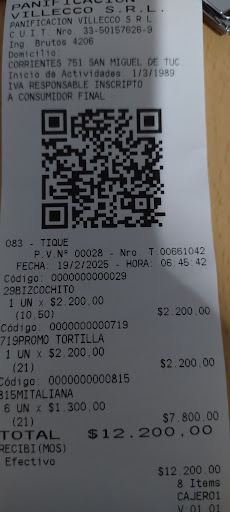 PANIFICACION
VILLECCO S.R.L.
PANIFICACION VILLECCO S R L
C.U.I.T. Nro. 33-50157626-9
Ing. Brutos 4206
Domicilio
CORRIENTES 751 SAN MIGUEL DE TUC
Inicio de Actividades 1/3/1989
IVA RESPONSABLE INSCRIPTO
A CONSUMIDOR FINAL
083 - TIQUE
P.V.Nº 00028 - Nro T.00661042
FECHA: 19/2/2025 - HORA: 06:45:42
Código: 0000000000029
29BIZCOCHITO
1 UN x $2.200,00
(10,50) $2.200,00
Código: 0000000000719
719PROMO TORTILLA
1 UN x $2.200,00
(21) $2.200,00
Código: 0000000000815
815MITALIANA
6 UN x $1.300,00
(21) $7.800,00
TOTAL $12.200,00
RECIBI(MOS)
Efectivo $12.200,00
8 Items
CAJERO1
V 01.01